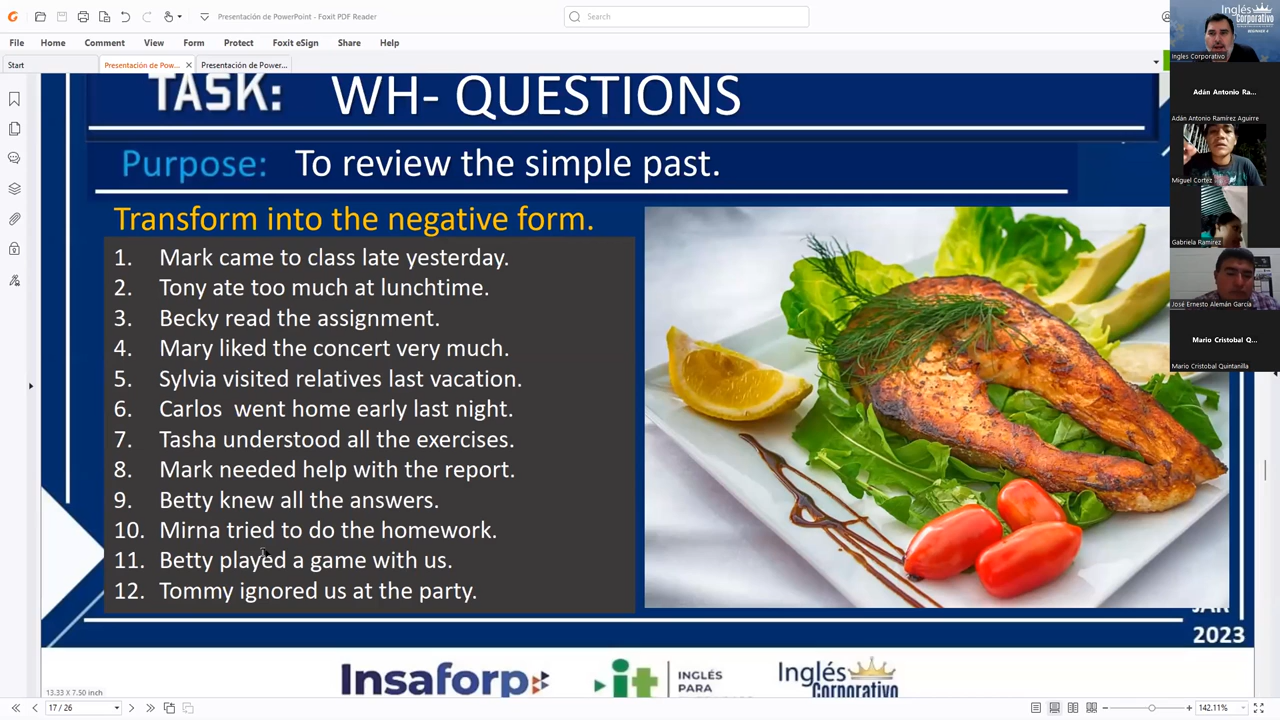 Presentación de PowerPoint - Foxit PDF Reader
Search
File Home Comment View Form Protect Foxit eSign Share Help
Start
Presentación de Pow...
Presentación de Power...
TASK: WH- QUESTIONS
Purpose: To review the simple past.
Transform into the negative form.
1. Mark came to class late yesterday.
2. Tony ate too much at lunchtime.
3. Becky read the assignment.
4. Mary liked the concert very much.
5. Sylvia visited relatives last vacation.
6. Carlos went home early last night.
7. Tasha understood all the exercises.
8. Mark needed help with the report.
9. Betty knew all the answers.
10. Mirna tried to do the homework.
11. Betty played a game with us.
12. Tommy ignored us at the party.
JAN
2023
Insaforp
it
INGLÉS
PARA
Inglés
Corporativo
13.33 X 7.50 inch
17 / 26
142.11%
Inglés
Corporativo
BEGINNER 4
Ingles Corporativo
Adán Antonio Ra...
Adán Antonio Ramírez Aguirre
Miguel Cortez
Gabriela Ramirez
José Ernesto Alemán García
Mario Cristobal Q...
Mario Cristobal Quintanilla